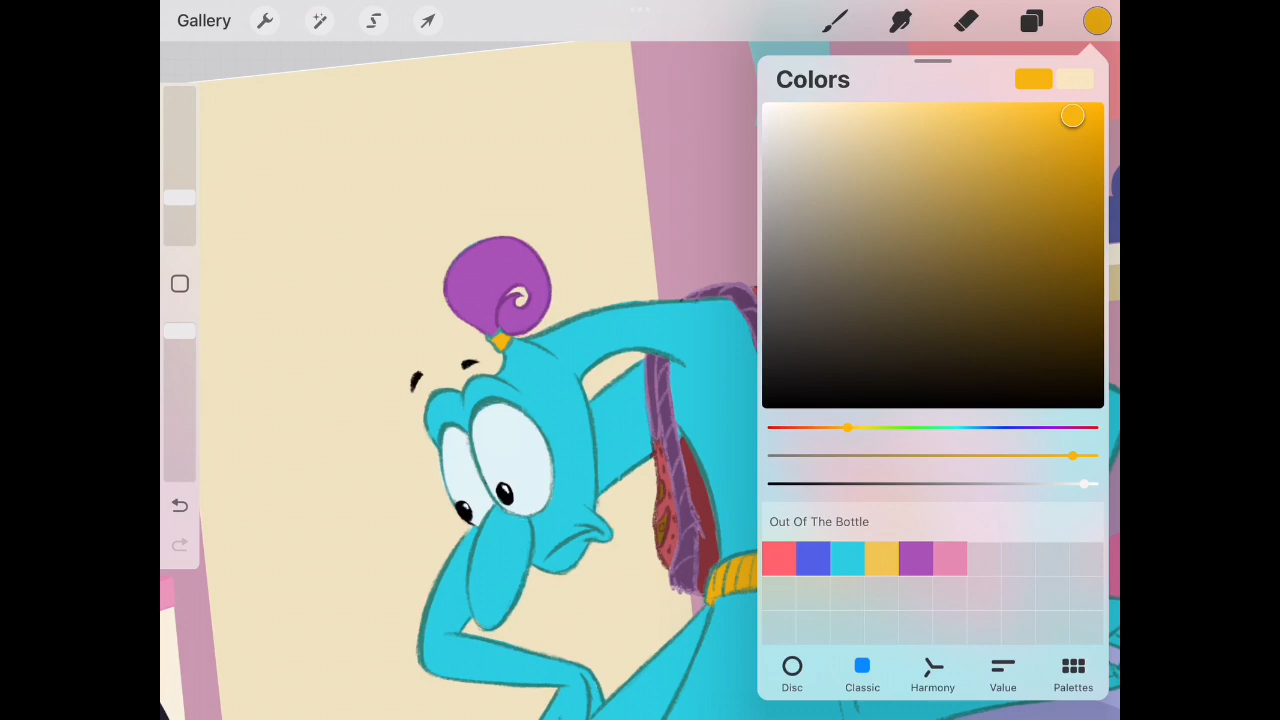 Gallery
Colors
Out Of The Bottle
Disc
Classic
Harmony
Value
Palettes